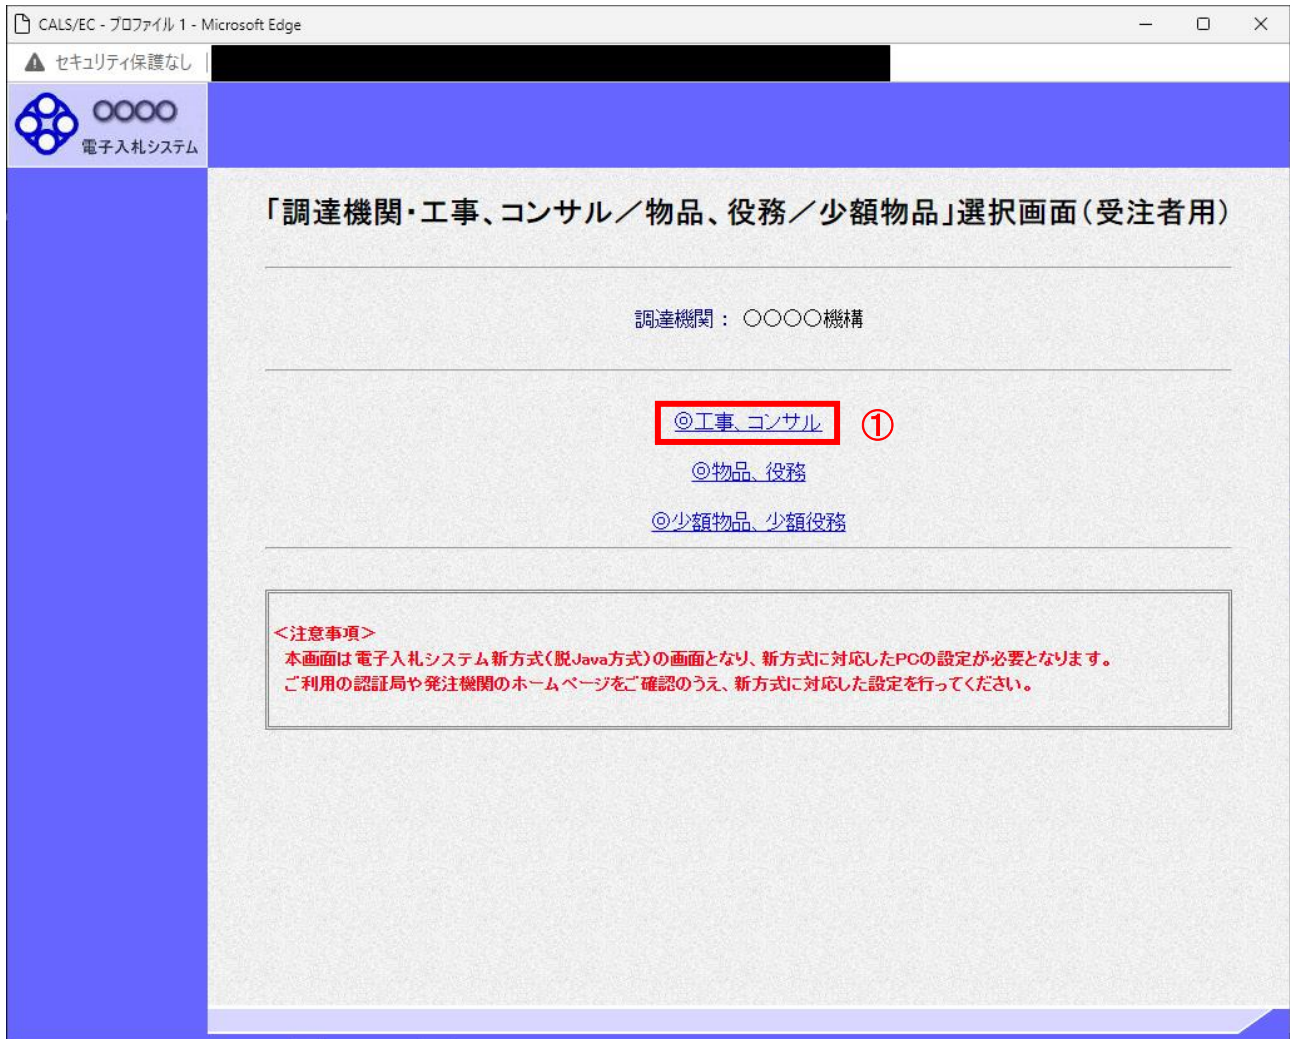 CALS/EC - プロファイル 1 - Microsoft Edge
セキュリティ保護なし
○○○○
電子入札システム
「調達機関・工事、コンサル／物品、役務／少額物品」選択画面（受注者用）
調達機関： ○○○○機構
◎工事、コンサル ①
◎物品、役務
◎少額物品、少額役務
＜注意事項＞
本画面は電子入札システム新方式（脱Java方式）の画面となり、新方式に対応したPCの設定が必要となります。
ご利用の認証局や発注機関のホームページをご確認のうえ、新方式に対応した設定を行ってください。